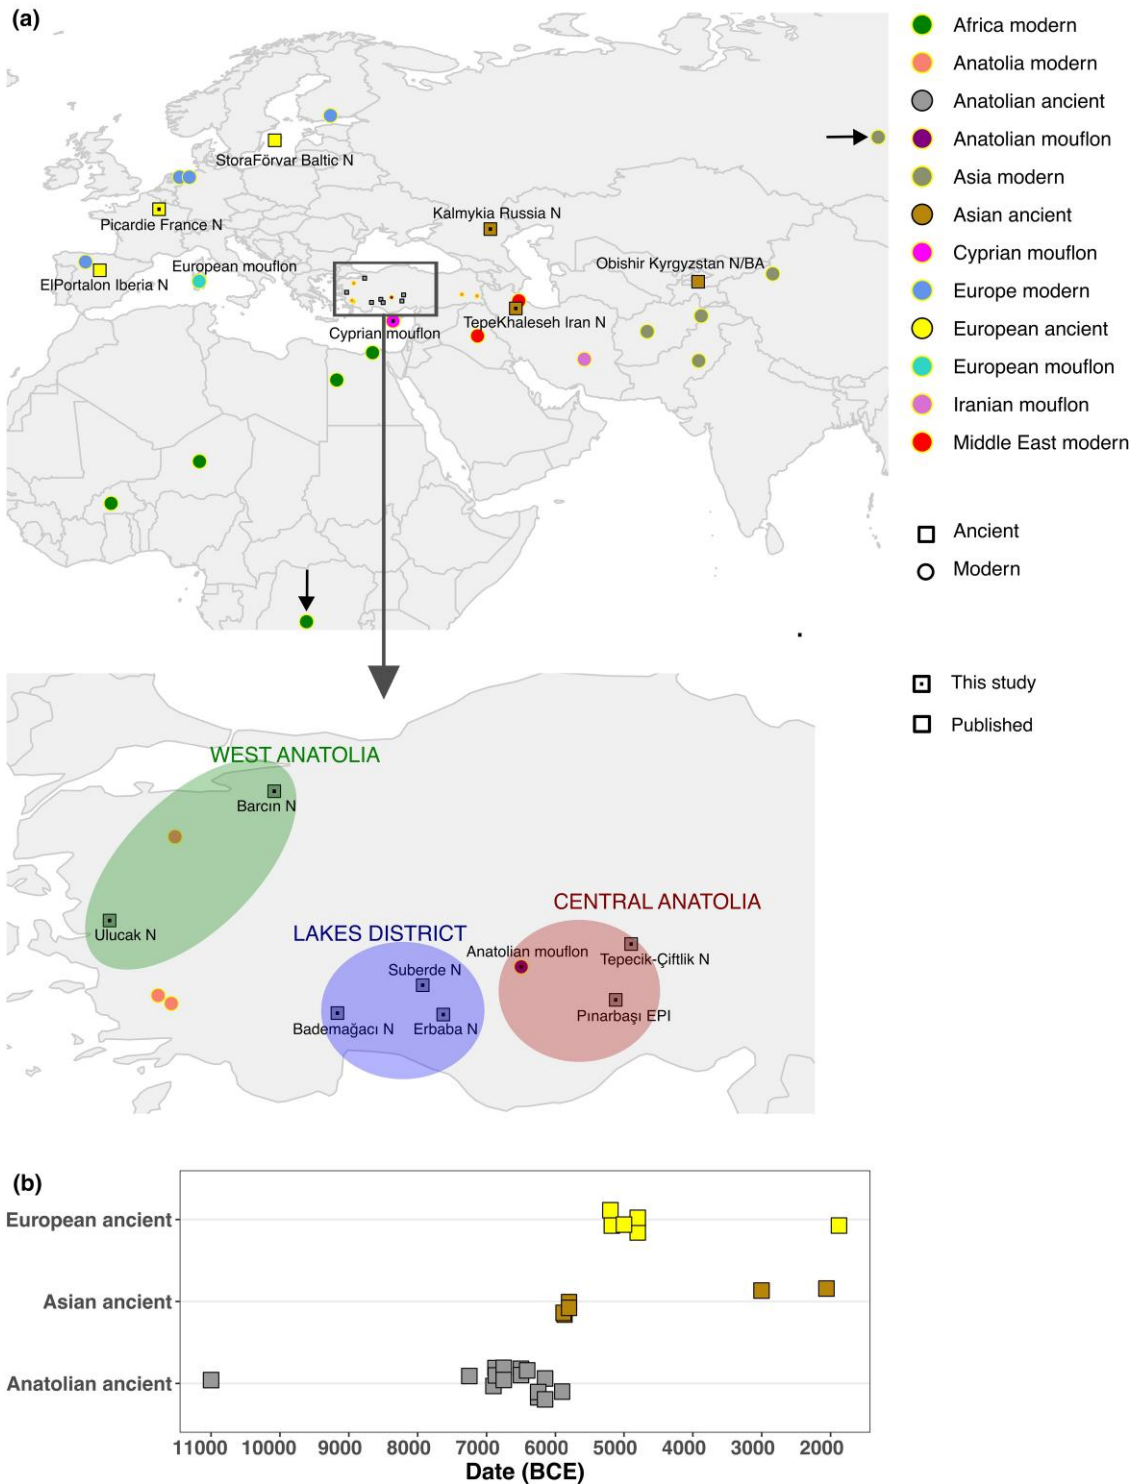 (a)
Africa modern
Anatolia modern
Anatolian ancient
Anatolian mouflon
Asia modern
Asian ancient
Cyprian mouflon
Europe modern
European ancient
European mouflon
Iranian mouflon
Middle East modern
Ancient
Modern
This study
Published
StoraFörvar Baltic N
Picardie France N
Kalmykia Russia N
European mouflon
ElPortalon Iberia N
Obishir Kyrgyzstan N/BA
TepeKhaleseh Iran N
Cyprian mouflon
WEST ANATOLIA
Barcın N
Ulucak N
LAKES DISTRICT
Suberde N
Bademağacı N
Erbaba N
CENTRAL ANATOLIA
Anatolian mouflon
Tepecik-Çiftlik N
Pınarbaşı EPI
(b)
European ancient
Asian ancient
Anatolian ancient
11000 10000 9000 8000 7000 6000 5000 4000 3000 2000
Date (BCE)